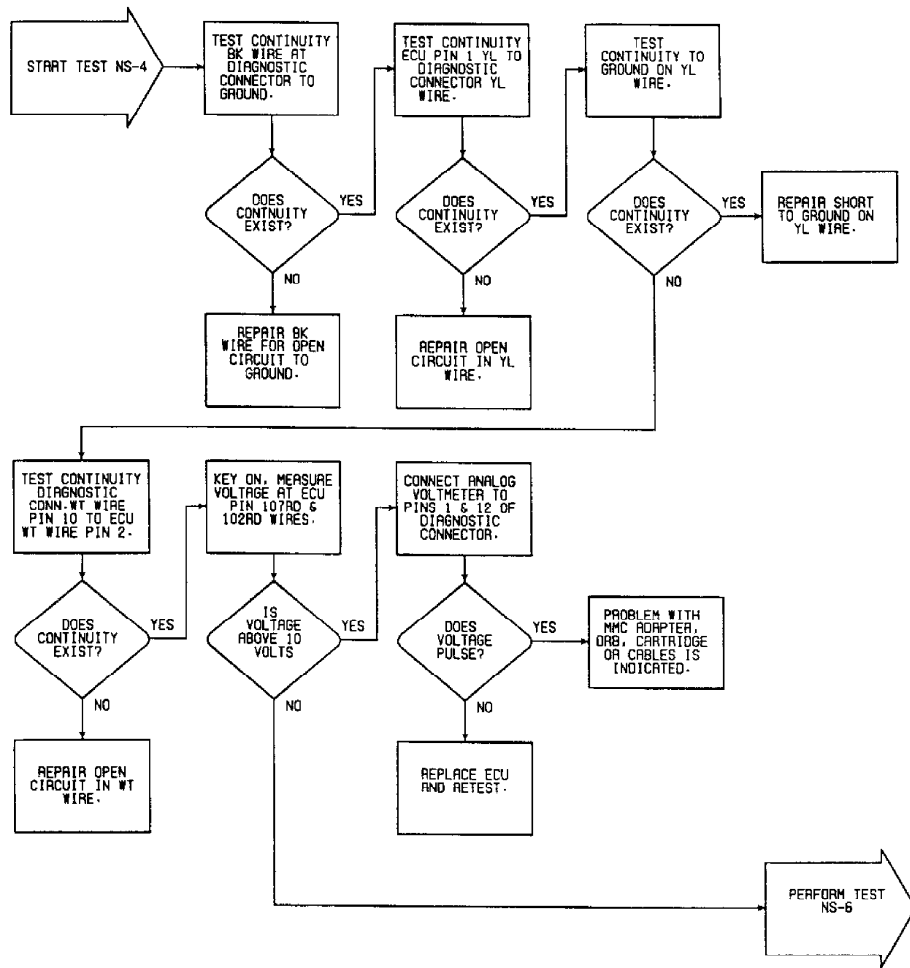 START TEST NS-4
TEST CONTINUITY
BK WIRE AT
DIAGNOSTIC
CONNECTOR TO
GROUND.
TEST CONTINUITY
ECU PIN 1 YL TO
DIAGNOSTIC
CONNECTOR YL
WIRE.
TEST
CONTINUITY TO
GROUND ON YL
WIRE.
DOES
CONTNUITY
EXIST?
YES
NO
DOES
CONTINUITY
EXIST?
YES
NO
DOES
CONTINUITY
EXIST?
YES
NO
REPAIR SHORT
TO GROUND ON
YL WIRE.
REPAIR BK
WIRE FOR OPEN
CIRCUIT TO
GROUND.
REPAIR OPEN
CIRCUIT IN YL
WIRE.
TEST CONTINUITY
DIAGNOSTIC
CONN.WT WIRE
PIN 10 TO ECU
WT WIRE PIN 2.
KEY ON, MEASURE
VOLTAGE AT ECU
PIN 107RD &
102RD WIRES.
CONNECT ANALOG
VOLTMETER TO
PINS 1 & 12 OF
DIAGNOSTIC
CONNECTOR.
DOES
CONTINUITY
EXIST?
YES
NO
IS
VOLTAGE
ABOVE 10
VOLTS
YES
NO
DOES
VOLTAGE
PULSE?
YES
NO
PROBLEM WITH
MMC ADAPTER,
DRB, CARTRIDGE
OR CABLES IS
INDICATED.
REPAIR OPEN
CIRCUIT IN WT
WIRE.
REPLACE ECU
AND RETEST.
PERFORM TEST
NS-6